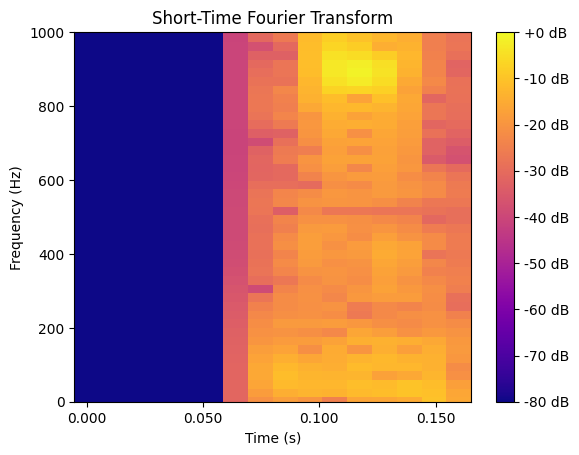 Short-Time Fourier Transform
1000
800
600
400
200
0
Frequency (Hz)
0.000
0.050
0.100
0.150
Time (s)
+0 dB
-10 dB
-20 dB
-30 dB
-40 dB
-50 dB
-60 dB
-70 dB
-80 dB